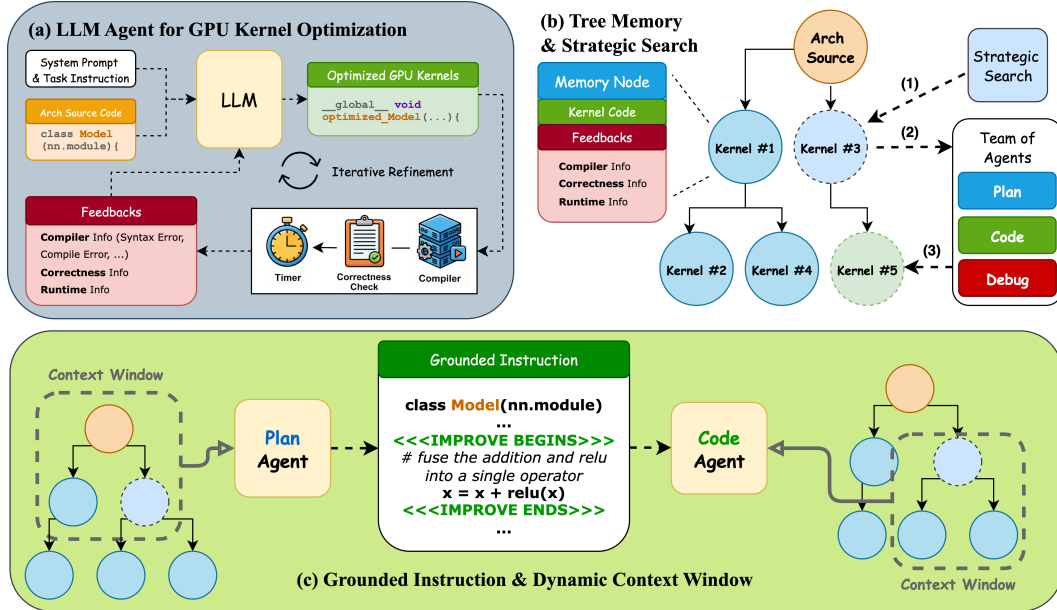 (a) LLM Agent for GPU Kernel Optimization
System Prompt
& Task Instruction
Arch Source Code
class Model
(nn.module){
LLM
Optimized GPU Kernels
__global__ void
optimized_Model(...){
Iterative Refinement
Feedbacks
Compiler Info (Syntax Error,
Compile Error, ...)
Correctness Info
Runtime Info
Timer
Correctness
Check
Compiler
(b) Tree Memory
& Strategic Search
Memory Node
Kernel Code
Feedbacks
Compiler Info
Correctness Info
Runtime Info
Arch
Source
Kernel #1
Kernel #3
Kernel #2
Kernel #4
Kernel #5
Strategic
Search
(1)
(2)
(3)
Team of
Agents
Plan
Code
Debug
Context Window
Plan
Agent
Grounded Instruction
class Model(nn.module)
...
<<<IMPROVE BEGINS>>>
# fuse the addition and relu
into a single operator
x = x + relu(x)
<<<IMPROVE ENDS>>>
...
Code
Agent
Context Window
(c) Grounded Instruction & Dynamic Context Window